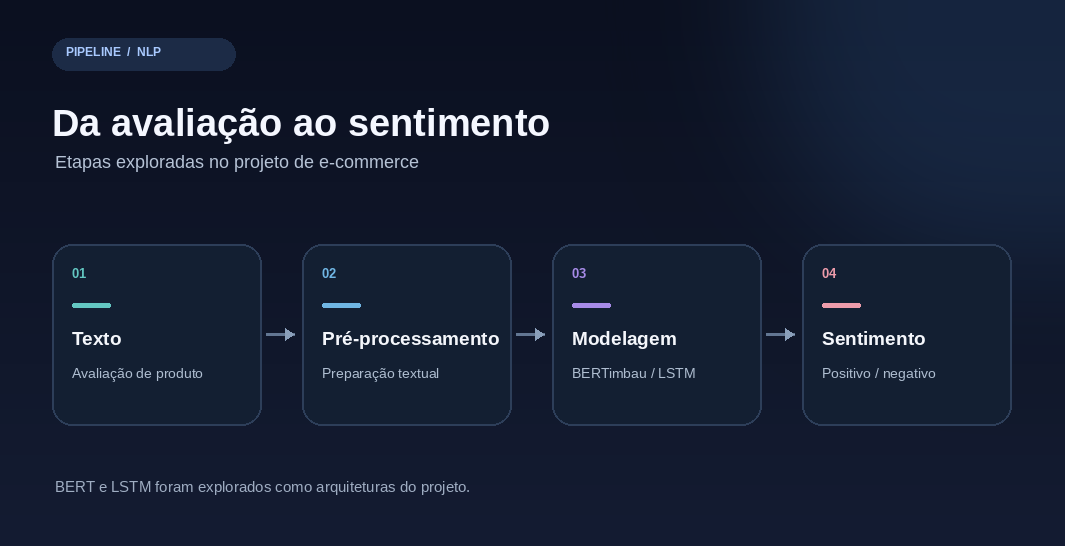 PIPELINE / NLP
Da avaliação ao sentimento
Etapas exploradas no projeto de e-commerce
01
Texto
Avaliação de produto
02
Pré-processamento
Preparação textual
03
Modelagem
BERTimbau / LSTM
04
Sentimento
Positivo / negativo
BERT e LSTM foram explorados como arquiteturas do projeto.